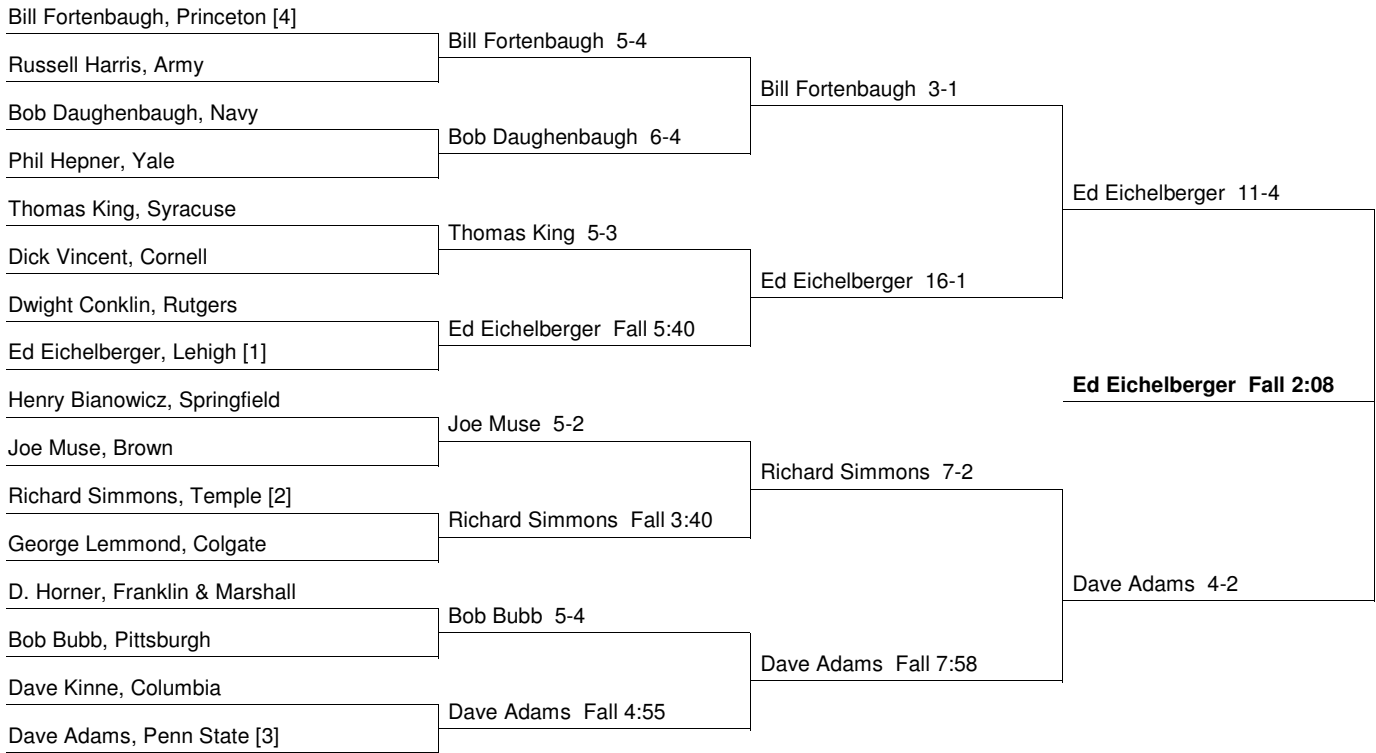 Bill Fortenbaugh, Princeton [4]
Russell Harris, Army
Bob Daughenbaugh, Navy
Phil Hepner, Yale
Thomas King, Syracuse
Dick Vincent, Cornell
Dwight Conklin, Rutgers
Ed Eichelberger, Lehigh [1]
Henry Bianowicz, Springfield
Joe Muse, Brown
Richard Simmons, Temple [2]
George Lemmond, Colgate
D. Horner, Franklin & Marshall
Bob Bubb, Pittsburgh
Dave Kinne, Columbia
Dave Adams, Penn State [3]
Bill Fortenbaugh 5-4
Bob Daughenbaugh 6-4
Thomas King 5-3
Ed Eichelberger Fall 5:40
Joe Muse 5-2
Richard Simmons Fall 3:40
Bob Bubb 5-4
Dave Adams Fall 4:55
Bill Fortenbaugh 3-1
Ed Eichelberger 16-1
Richard Simmons 7-2
Dave Adams Fall 7:58
Ed Eichelberger 11-4
Dave Adams 4-2
Ed Eichelberger Fall 2:08